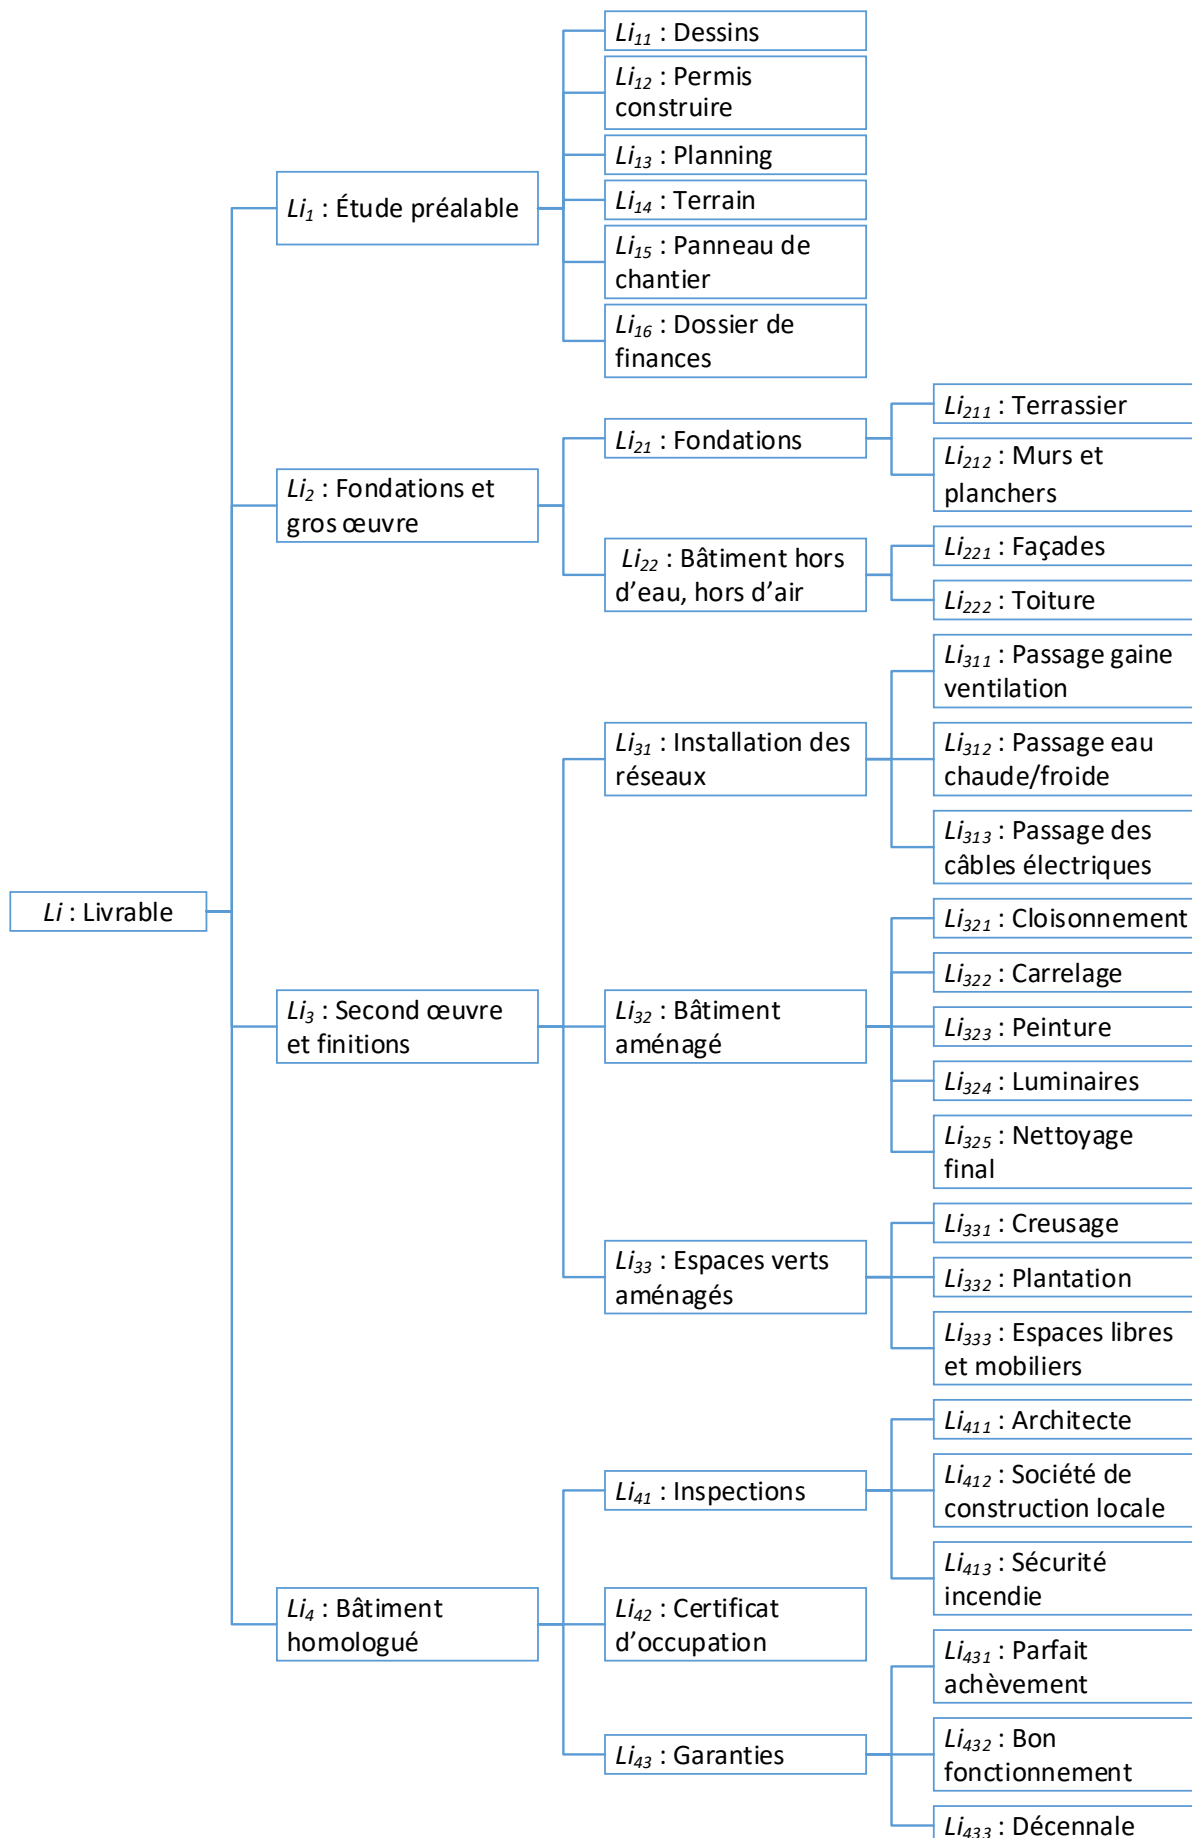 Li : Livrable
Li₁ : Étude préalable
Li₁₁ : Dessins
Li₁₂ : Permis
construire
Li₁₃ : Planning
Li₁₄ : Terrain
Li₁₅ : Panneau de
chantier
Li₁₆ : Dossier de
finances
Li₂ : Fondations et
gros œuvre
Li₂₁ : Fondations
Li₂₁₁ : Terrassier
Li₂₁₂ : Murs et
planchers
Li₂₂ : Bâtiment hors
d’eau, hors d’air
Li₂₂₁ : Façades
Li₂₂₂ : Toiture
Li₃ : Second œuvre
et finitions
Li₃₁ : Installation des
réseaux
Li₃₁₁ : Passage gaine
ventilation
Li₃₁₂ : Passage eau
chaude/froide
Li₃₁₃ : Passage des
câbles électriques
Li₃₂ : Bâtiment
aménagé
Li₃₂₁ : Cloisonnement
Li₃₂₂ : Carrelage
Li₃₂₃ : Peinture
Li₃₂₄ : Luminaires
Li₃₂₅ : Nettoyage
final
Li₃₃ : Espaces verts
aménagés
Li₃₃₁ : Creusage
Li₃₃₂ : Plantation
Li₃₃₃ : Espaces libres
et mobiliers
Li₄ : Bâtiment
homologué
Li₄₁ : Inspections
Li₄₁₁ : Architecte
Li₄₁₂ : Société de
construction locale
Li₄₁₃ : Sécurité
incendie
Li₄₂ : Certificat
d’occupation
Li₄₃ : Garanties
Li₄₃₁ : Parfait
achèvement
Li₄₃₂ : Bon
fonctionnement
Li₄₃₃ : Décennale